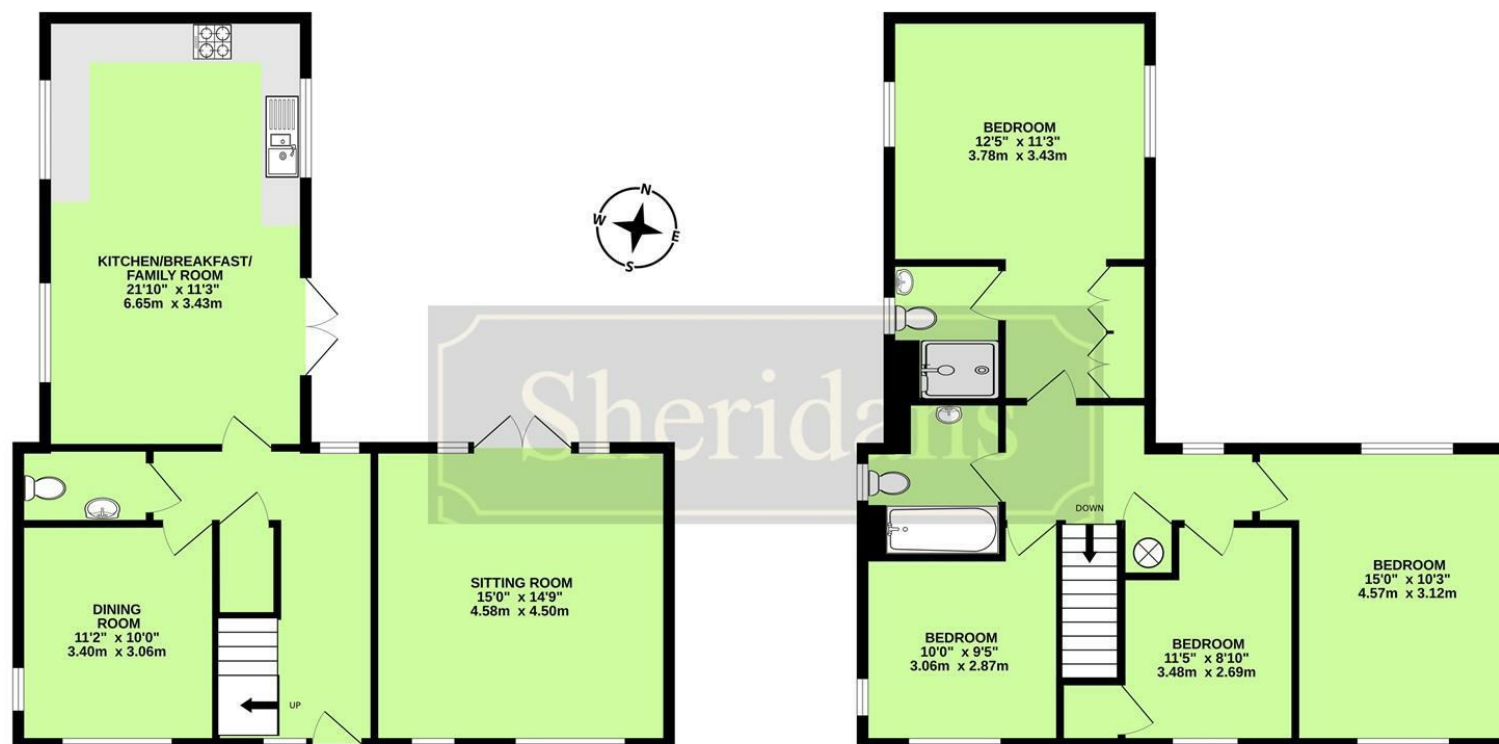 KITCHEN/BREAKFAST/
FAMILY ROOM
21'10" x 11'3"
6.65m x 3.43m
DINING
ROOM
11'2" x 10'0"
3.40m x 3.06m
UP
SITTING ROOM
15'0" x 14'9"
4.58m x 4.50m
N
W
E
S
Sheridans
BEDROOM
12'5" x 11'3"
3.78m x 3.43m
DOWN
BEDROOM
10'0" x 9'5"
3.06m x 2.87m
BEDROOM
11'5" x 8'10"
3.48m x 2.69m
BEDROOM
15'0" x 10'3"
4.57m x 3.12m